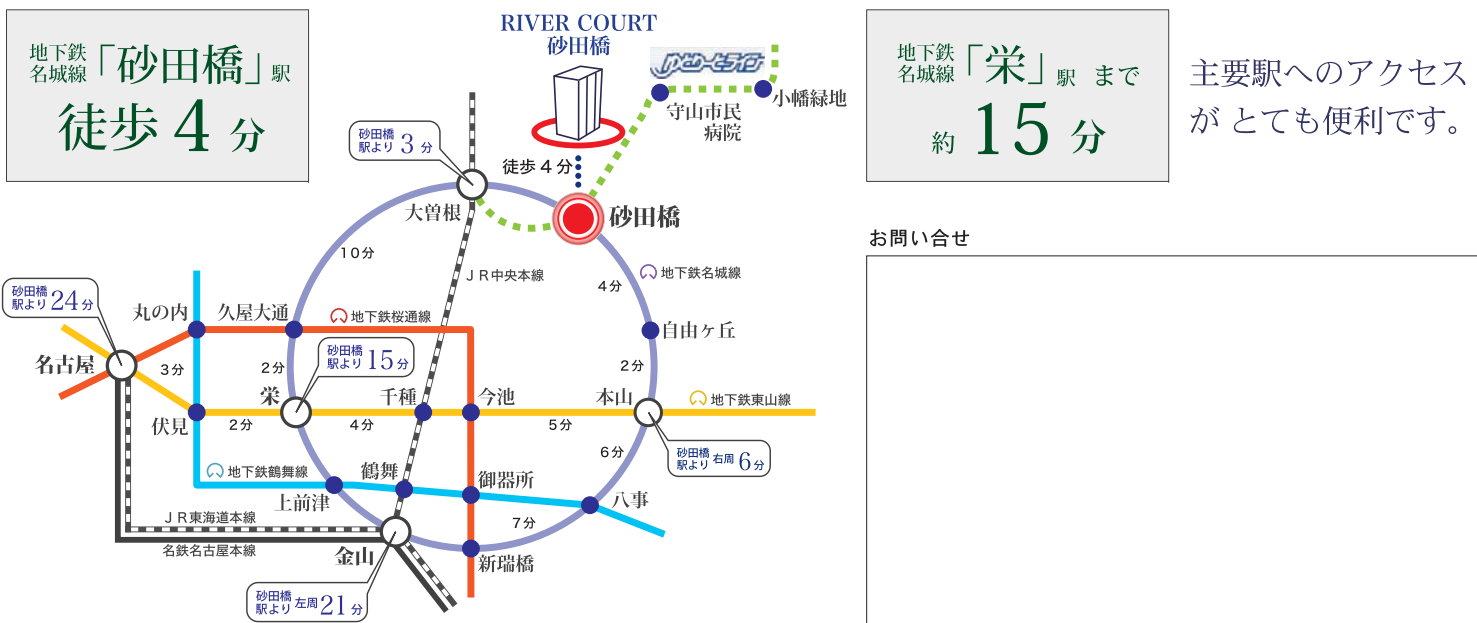 地下鉄
名城線「砂田橋」駅
徒歩 4 分
RIVER COURT
砂田橋
ゆとりーとライン
小幡緑地
守山市民
病院
地下鉄
名城線「栄」駅 まで
約 15 分
主要駅へのアクセス
が とても便利です。
砂田橋
駅より 3 分
徒歩 4 分
大曽根
砂田橋
10分
JR中央本線
地下鉄名城線
4分
お問い合せ
砂田橋
駅より 24 分
丸の内
久屋大通
地下鉄桜通線
自由ヶ丘
名古屋
3分
2分
砂田橋
駅より 15 分
2分
栄
千種
今池
本山
地下鉄東山線
伏見
2分
4分
5分
6分
砂田橋
駅より 右周 6 分
地下鉄鶴舞線
鶴舞
御器所
上前津
八事
JR東海道本線
7分
名鉄名古屋本線
金山
新瑞橋
砂田橋
駅より 左周 21 分